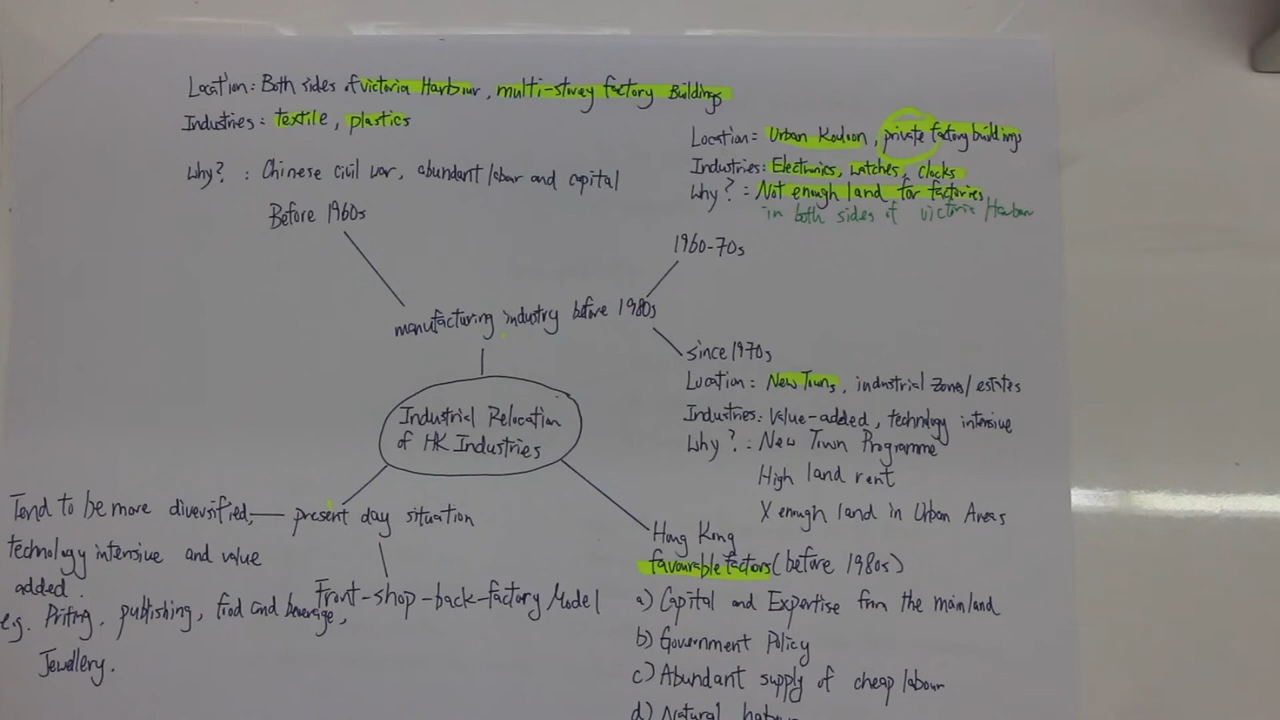 Location: Both sides of Victoria Harbour, multi-storey factory Buildings
Industries: textile, plastics
Why? : Chinese civil war, abundant labour and capital
Before 1960s
Location: Urban Kowloon, private factory buildings
Industries: Electronics, watches, clocks
Why? : Not enough land for factories
in both sides of victoria Harbour
1960-70s
manufacturing industry before 1980s
since 1970s
Location: New Towns, industrial zones/estates
Industries: Value-added, technology intensive
Why? : New Town Programme
High land rent
X enough land in Urban Areas
Industrial Relocation
of HK Industries
present day situation
Tend to be more diversified,
technology intensive and value
added.
e.g. Priting, publishing, food and beverage,
Jewellery.
Front-shop-back-factory Model
Hong Kong
favourable factors (before 1980s)
a) Capital and Expertise from the mainland
b) Government Policy
c) Abundant supply of cheap labour
d) Natural